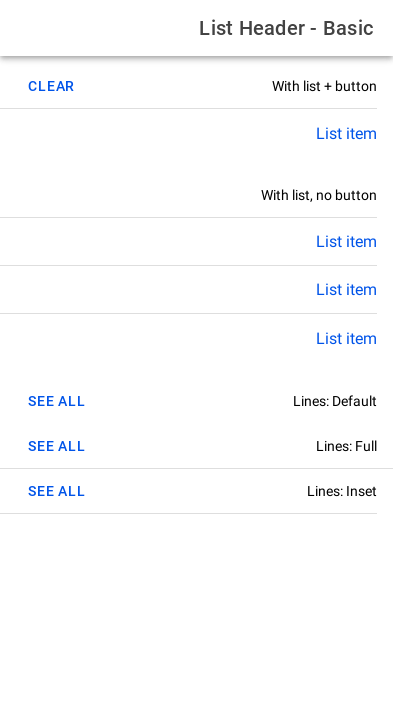 List Header - Basic
With list + button
CLEAR
List item
With list, no button
List item
List item
List item
Lines: Default
SEE ALL
Lines: Full
SEE ALL
Lines: Inset
SEE ALL